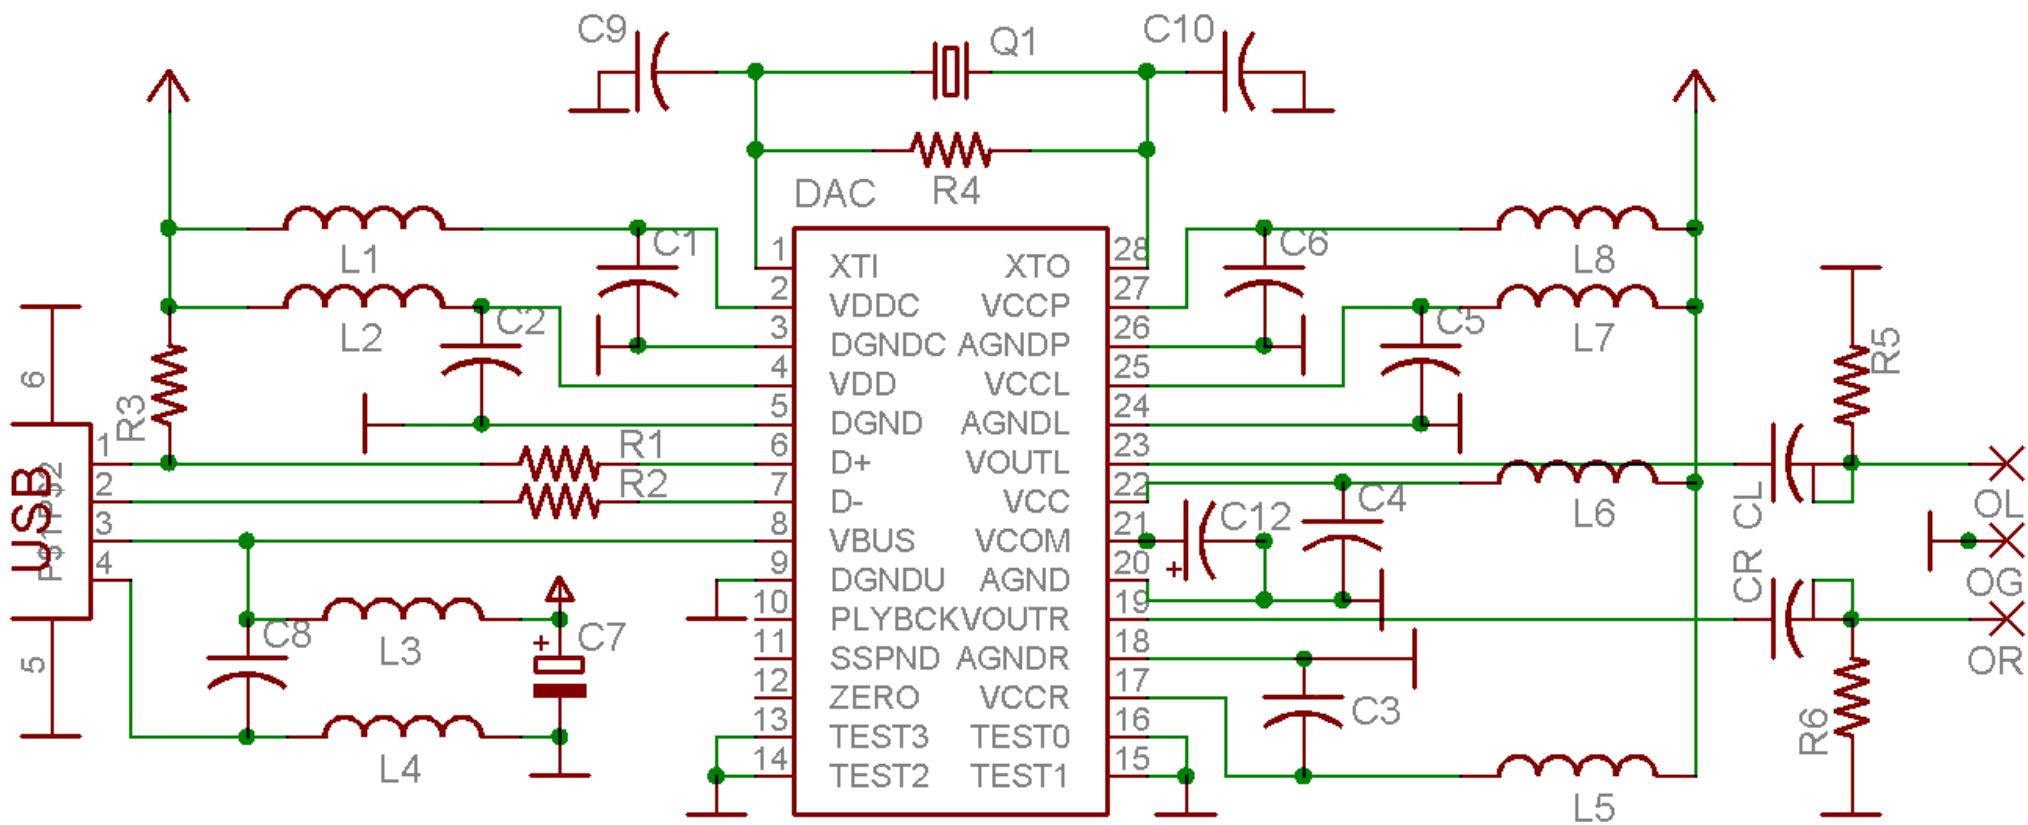 C9
Q1
C10
R4
DAC
L1
C1
L2
C2
R3
6
USB
1
2
3
4
5
R1
R2
C8
L3
L4
C7
1 XTI
2 VDDC
3 DGNDC
4 VDD
5 DGND
6 D+
7 D-
8 VBUS
9 DGNDU
10 PLYBCK
11 SSPND
12 ZERO
13 TEST3
14 TEST2
XTO 28
VCCP 27
AGNDP 26
VCCL 25
AGNDL 24
VOUTL 23
VCC 22
VCOM 21
AGND 20
VOUTR 19
AGNDR 18
VCCR 17
TEST0 16
TEST1 15
C6
L8
C5
L7
R5
C12
+
C4
L6
CL
OL
OG
CR
OR
C3
L5
R6
+